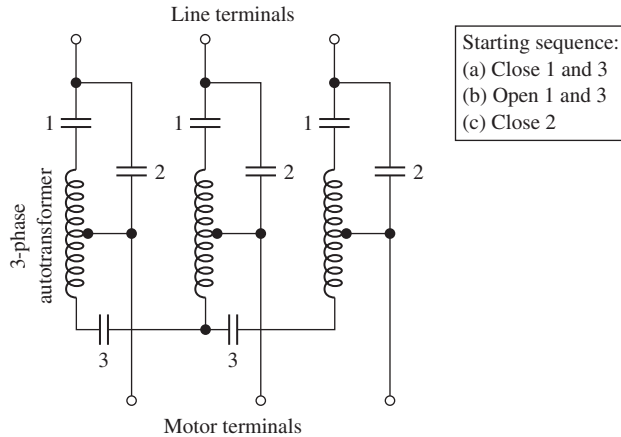 Line terminals
Starting sequence:
(a) Close 1 and 3
(b) Open 1 and 3
(c) Close 2
1
1
1
2
2
2
3-phase
autotransformer
3
3
Motor terminals